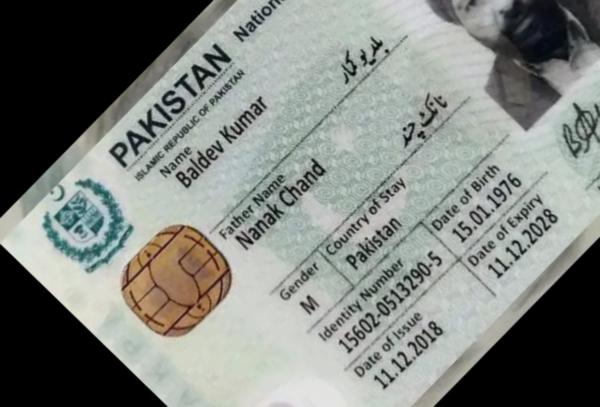 PAKISTAN Nation
ISLAMIC REPUBLIC OF PAKISTAN
Name
Baldev Kumar
بلدیو کمار
Father Name
Nanak Chand
نانک چند
Gender
M
Country of Stay
Pakistan
Identity Number
15602-0513290-5
Date of Birth
15.01.1976
Date of Issue
11.12.2018
Date of Expiry
11.12.2028